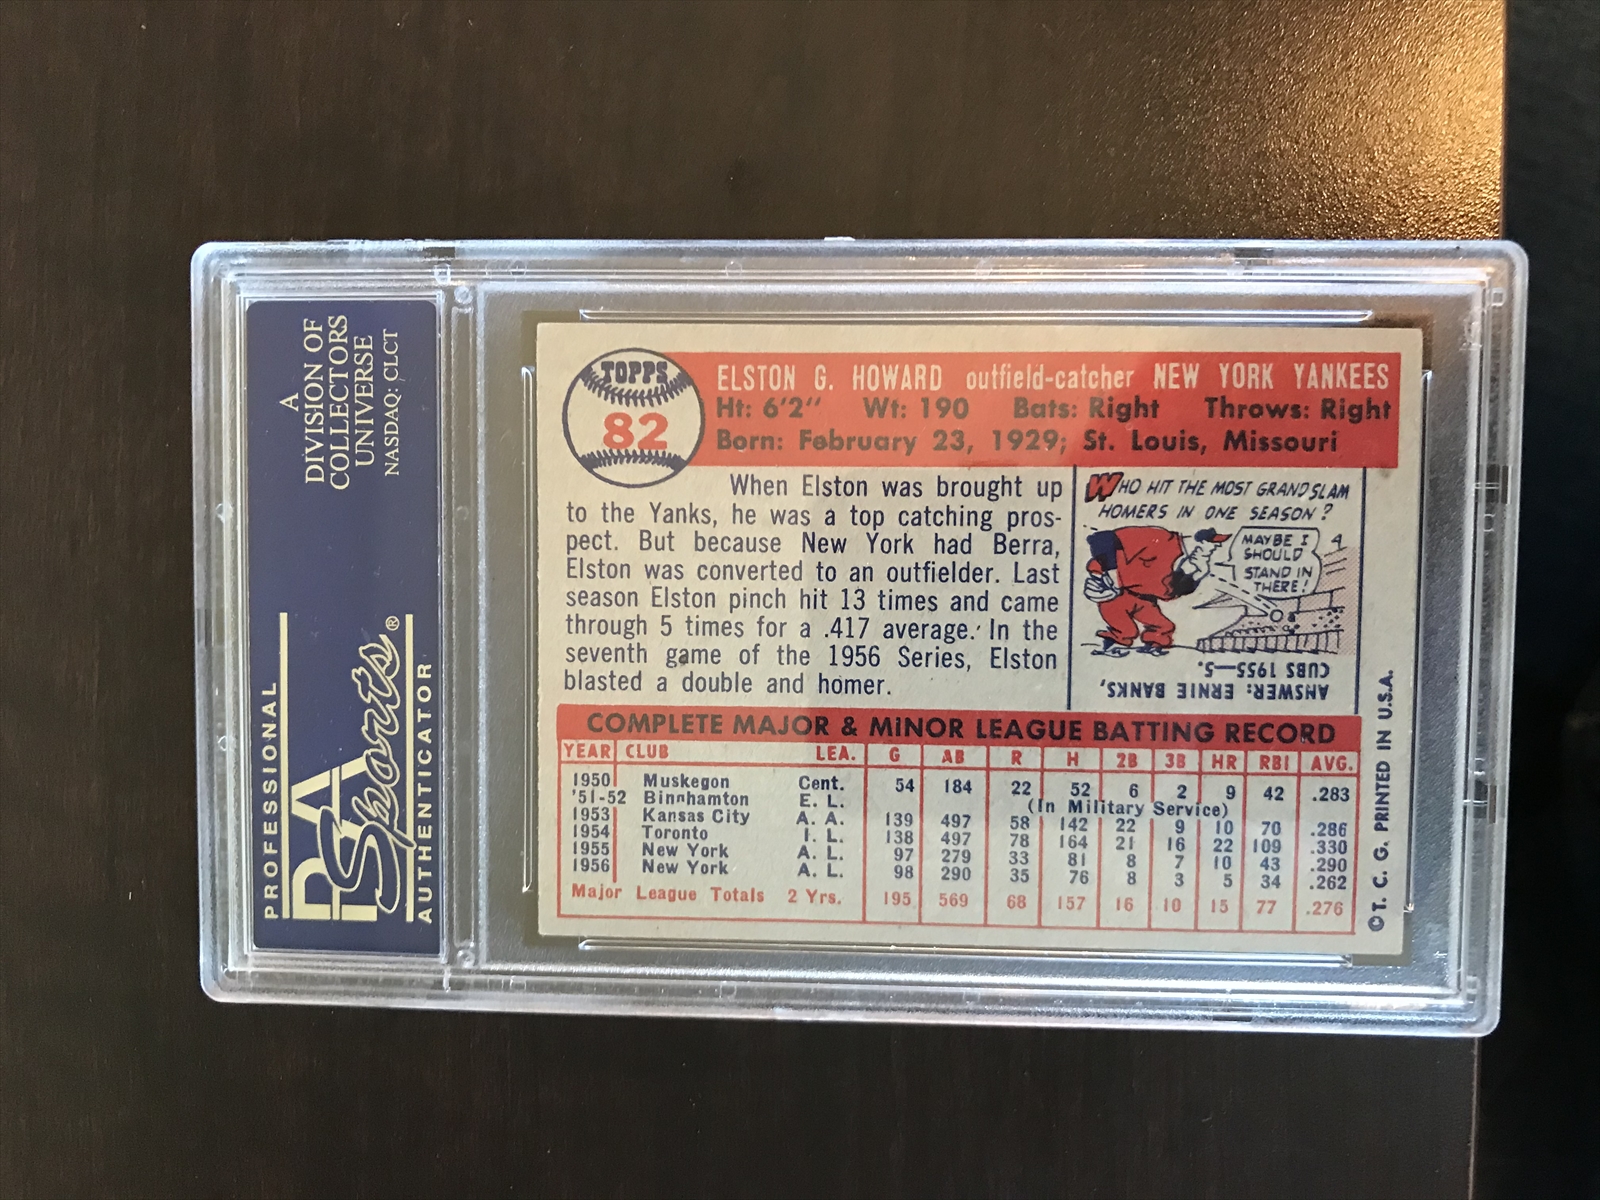 A
DIVISION OF
COLLECTORS
UNIVERSE
NASDAQ: CLCT
PROFESSIONAL
PSA
Sports®
AUTHENTICATOR
TOPPS
82
ELSTON G. HOWARD outfield-catcher NEW YORK YANKEES
Ht: 6'2" Wt: 190 Bats: Right Throws: Right
Born: February 23, 1929; St. Louis, Missouri
When Elston was brought up
to the Yanks, he was a top catching pros-
pect. But because New York had Berra,
Elston was converted to an outfielder. Last
season Elston pinch hit 13 times and came
through 5 times for a .417 average. In the
seventh game of the 1956 Series, Elston
blasted a double and homer.
WHO HIT THE MOST GRAND SLAM
HOMERS IN ONE SEASON?
MAYBE I
SHOULD
STAND IN
THERE!
4
ANSWER: ERNIE BANKS,
CUBS 1955—5.
COMPLETE MAJOR & MINOR LEAGUE BATTING RECORD
YEAR CLUB LEA. G AB R H 2B 3B HR RBI AVG.
1950 Muskegon Cent. 54 184 22 52 6 2 9 42 .283
'51-52 Binghamton E. L. (In Military Service)
1953 Kansas City A. A. 139 497 58 142 22 9 10 70 .286
1954 Toronto I. L. 138 497 78 164 21 16 22 109 .330
1955 New York A. L. 97 279 33 81 8 7 10 43 .290
1956 New York A. L. 98 290 35 76 8 3 5 34 .262
Major League Totals 2 Yrs. 195 569 68 157 16 10 15 77 .276
©T. C. G. PRINTED IN U.S.A.